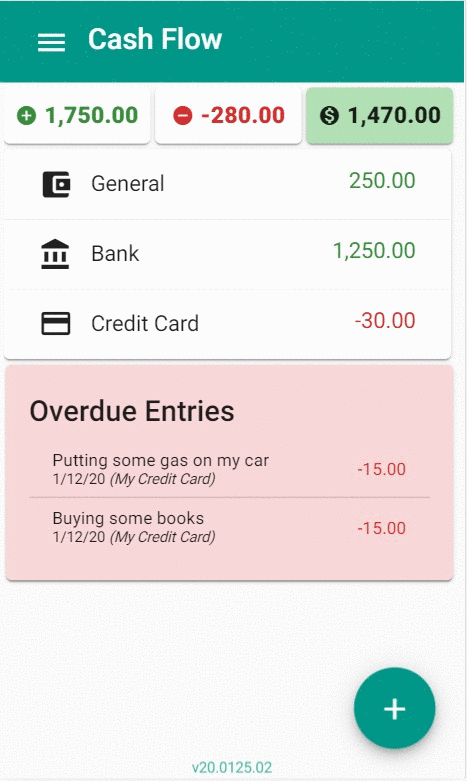 Cash Flow
1,750.00 -280.00 1,470.00
General 250.00
Bank 1,250.00
Credit Card -30.00
Overdue Entries
Putting some gas on my car
1/12/20 (My Credit Card) -15.00
Buying some books
1/12/20 (My Credit Card) -15.00
v20.0125.02